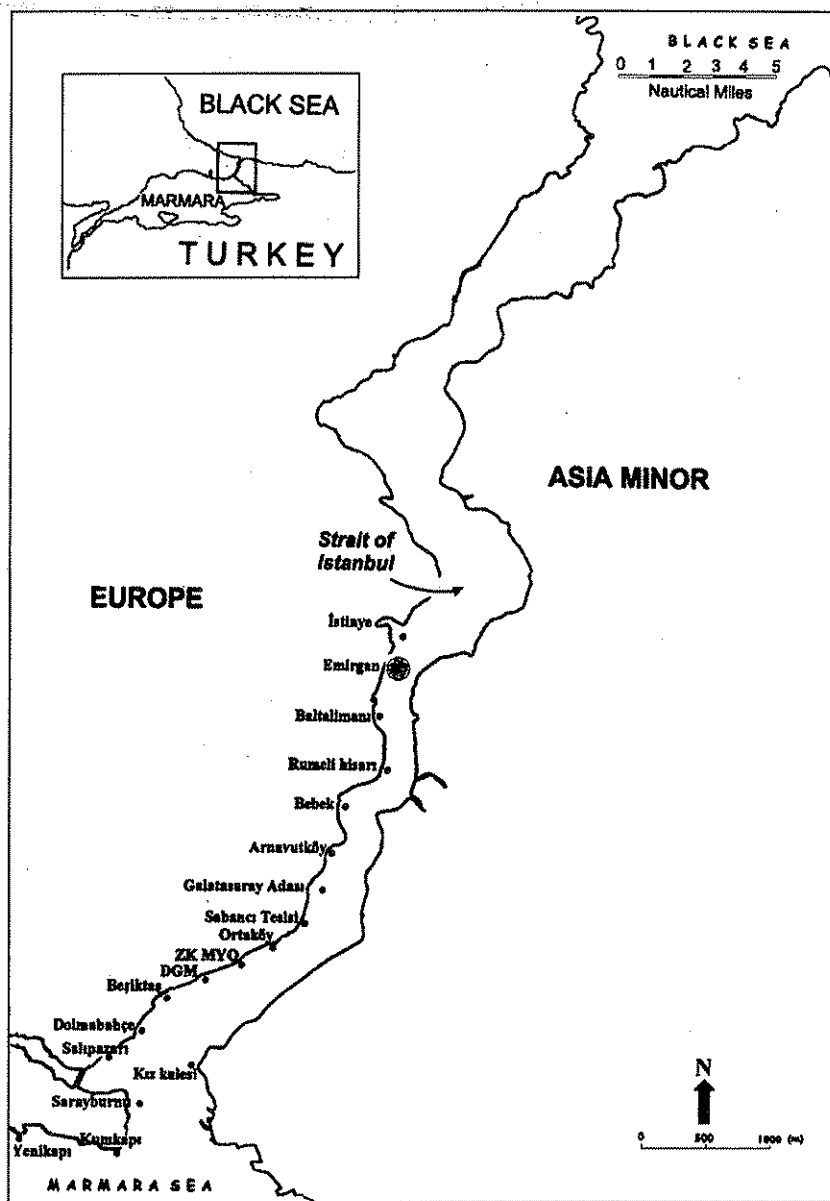 BLACK SEA
0 1 2 3 4 5
Nautical Miles
BLACK SEA
MARMARA
TURKEY
ASIA MINOR
Strait of
Istanbul
EUROPE
İstinye
Emirgan
Baltalimanı
Rumeli hisarı
Bebek
Arnavutköy
Galatasaray Adası
Sabancı Tesisi
Ortaköy
ZK MYO
DGM
Beşiktaş
Dolmabahçe
Salıpazarı
Kız kulesi
Sarayburnu
Yenikapı
Kumkapı
MARMARA SEA
N
0 500 1000 (m)